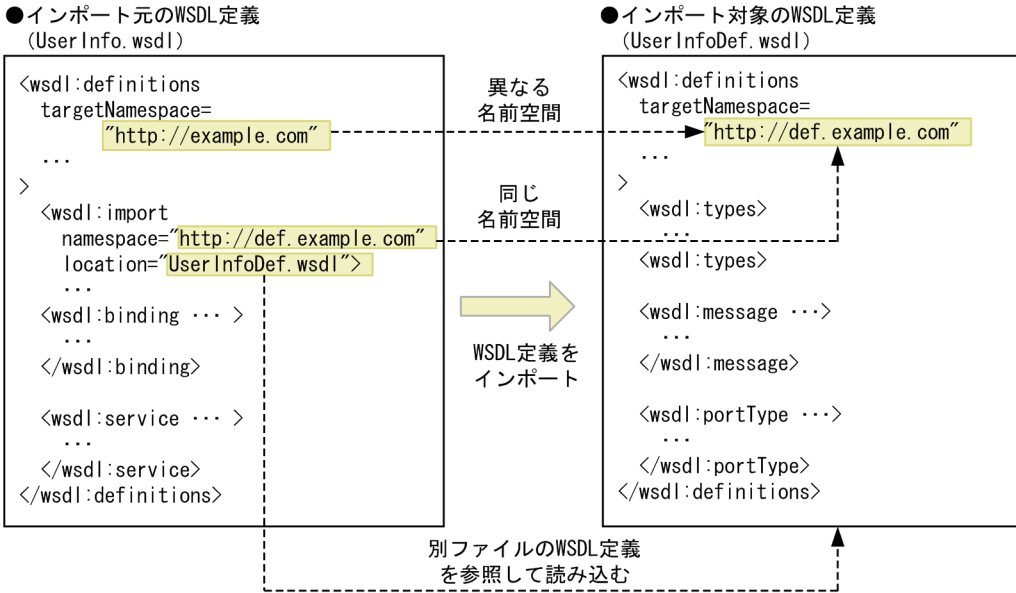 ●インポート元のWSDL定義
(UserInfo.wsdl)
<wsdl:definitions
targetNamespace=
"http://example.com"
...
>
<wsdl:import
namespace="http://def.example.com"
location="UserInfoDef.wsdl">
...
<wsdl:binding ... >
...
</wsdl:binding>
<wsdl:service ... >
...
</wsdl:service>
</wsdl:definitions>
異なる
名前空間
同じ
名前空間
WSDL定義を
インポート
●インポート対象のWSDL定義
(UserInfoDef.wsdl)
<wsdl:definitions
targetNamespace=
"http://def.example.com"
...
>
<wsdl:types>
...
<wsdl:types>
<wsdl:message ...>
...
</wsdl:message>
<wsdl:portType ...>
...
</wsdl:portType>
</wsdl:definitions>
別ファイルのWSDL定義
を参照して読み込む